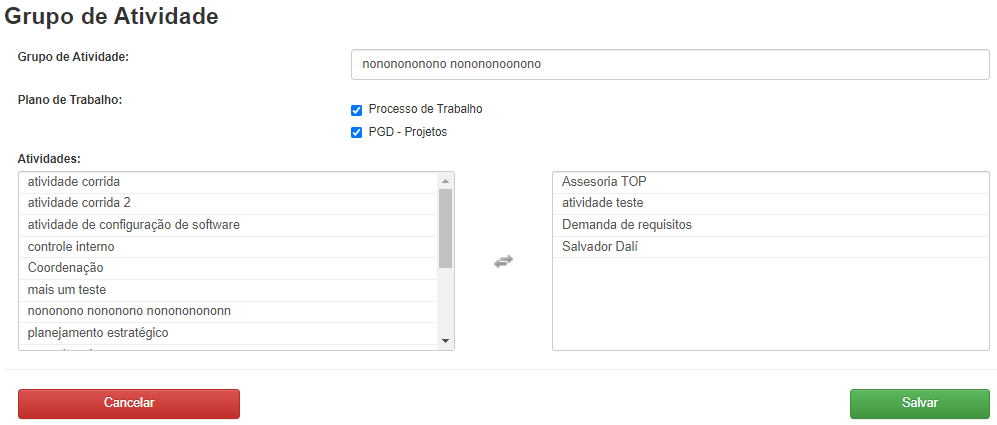 Grupo de Atividade
Grupo de Atividade:
nonononono nonononoonono
Plano de Trabalho:
Processo de Trabalho
PGD - Projetos
Atividades:
atividade corrida
atividade corrida 2
atividade de configuração de software
controle interno
Coordenação
mais um teste
nononono nononono nonononononn
planejamento estratégico
Assesoria TOP
atividade teste
Demanda de requisitos
Salvador Dalí
Cancelar
Salvar